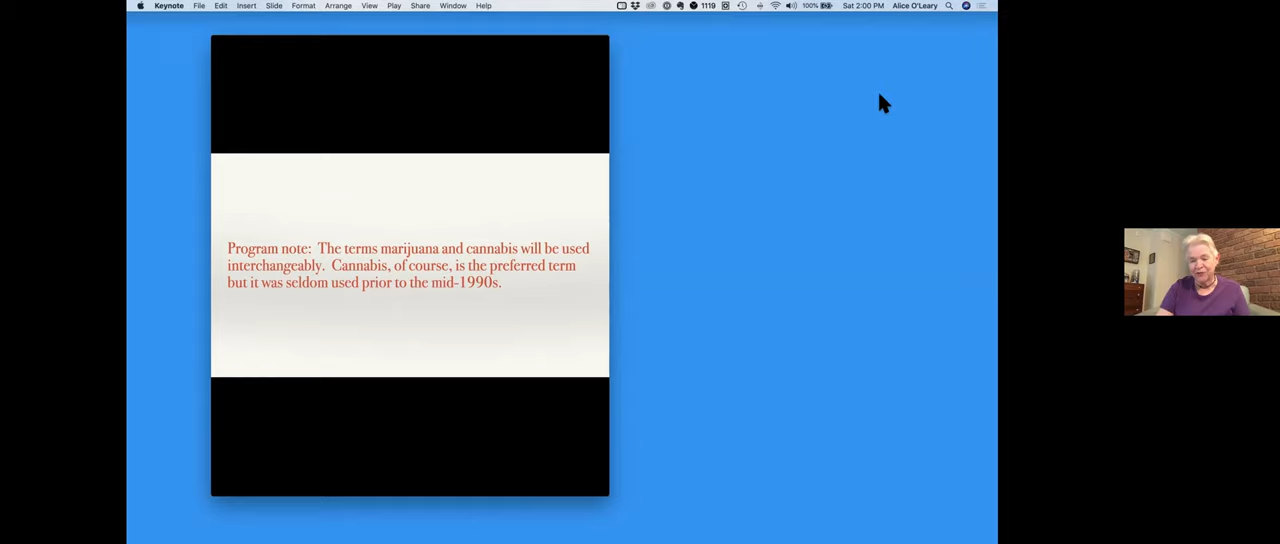 Keynote File Edit Insert Slide Format Arrange View Play Share Window Help 1119 100% Sat 2:00 PM Alice O'Leary
Program note: The terms marijuana and cannabis will be used
interchangeably. Cannabis, of course, is the preferred term
but it was seldom used prior to the mid-1990s.